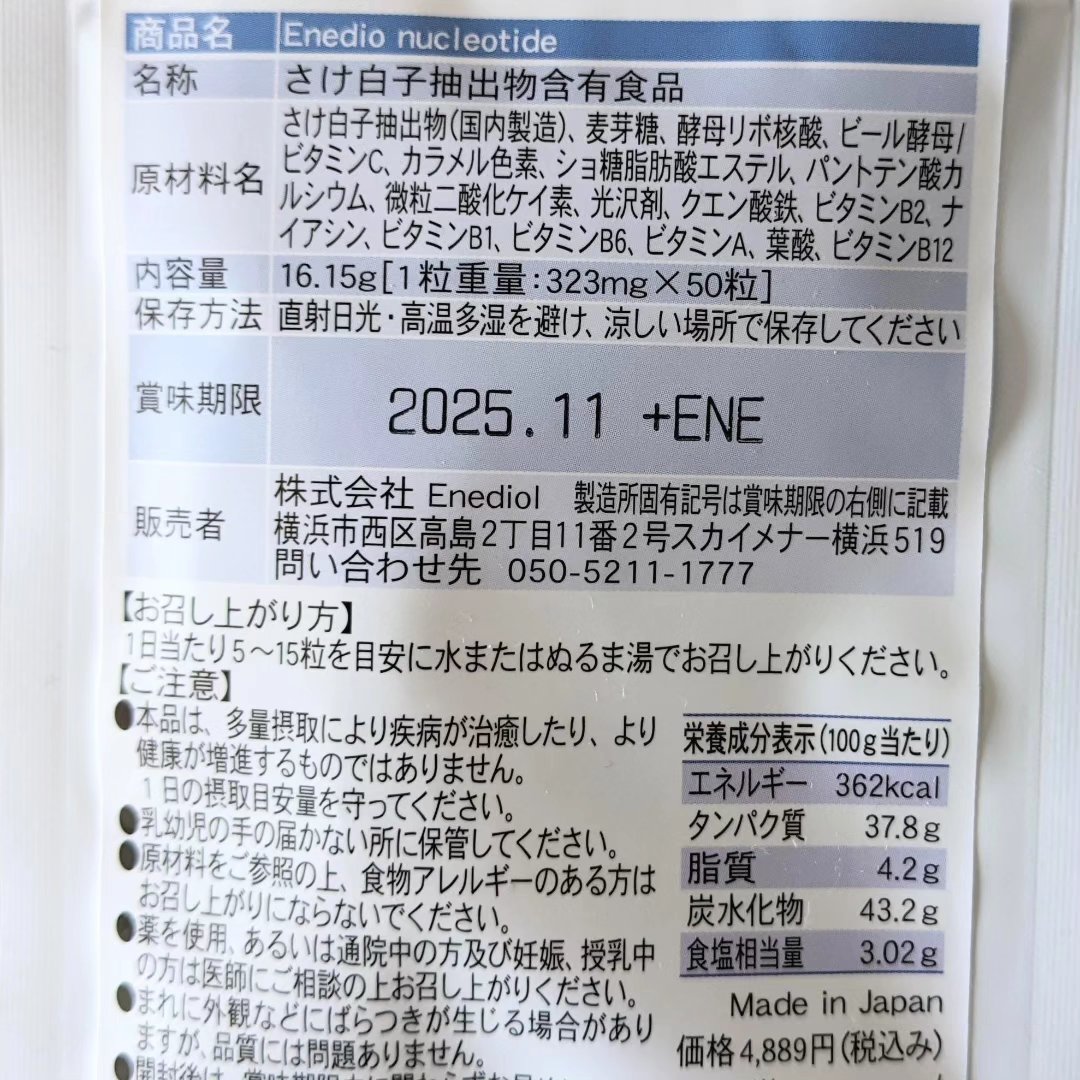 商品名 Enedio nucleotide
名称 さけ白子抽出物含有食品
原材料名 さけ白子抽出物(国内製造)、麦芽糖、酵母リボ核酸、ビール酵母/
ビタミンC、カラメル色素、ショ糖脂肪酸エステル、パントテン酸カ
ルシウム、微粒二酸化ケイ素、光沢剤、クエン酸鉄、ビタミンB2、ナ
イアシン、ビタミンB1、ビタミンB6、ビタミンA、葉酸、ビタミンB12
内容量 16.15g[1粒重量:323mg×50粒]
保存方法 直射日光・高温多湿を避け、涼しい場所で保存してください
賞味期限 2025.11 +ENE
販売者 株式会社 Enediol 製造所固有記号は賞味期限の右側に記載
横浜市西区高島2丁目11番2号スカイメナー横浜519
問い合わせ先 050-5211-1777
【お召し上がり方】
1日当たり5～15粒を目安に水またはぬるま湯でお召し上がりください。
【ご注意】
●本品は、多量摂取により疾病が治癒したり、より
健康が増進するものではありません。
1日の摂取目安量を守ってください。
●乳幼児の手の届かない所に保管してください。
●原材料をご参照の上、食物アレルギーのある方は
お召し上がりにならないでください。
●薬を使用、あるいは通院中の方及び妊娠、授乳中
の方は医師にご相談の上お召し上がりください。
●まれに外観などにばらつきが生じる場合があり
ますが、品質には問題ありません。
栄養成分表示(100g当たり)
エネルギー 362kcal
タンパク質 37.8g
脂質 4.2g
炭水化物 43.2g
食塩相当量 3.02g
Made in Japan
価格4,889円(税込み)